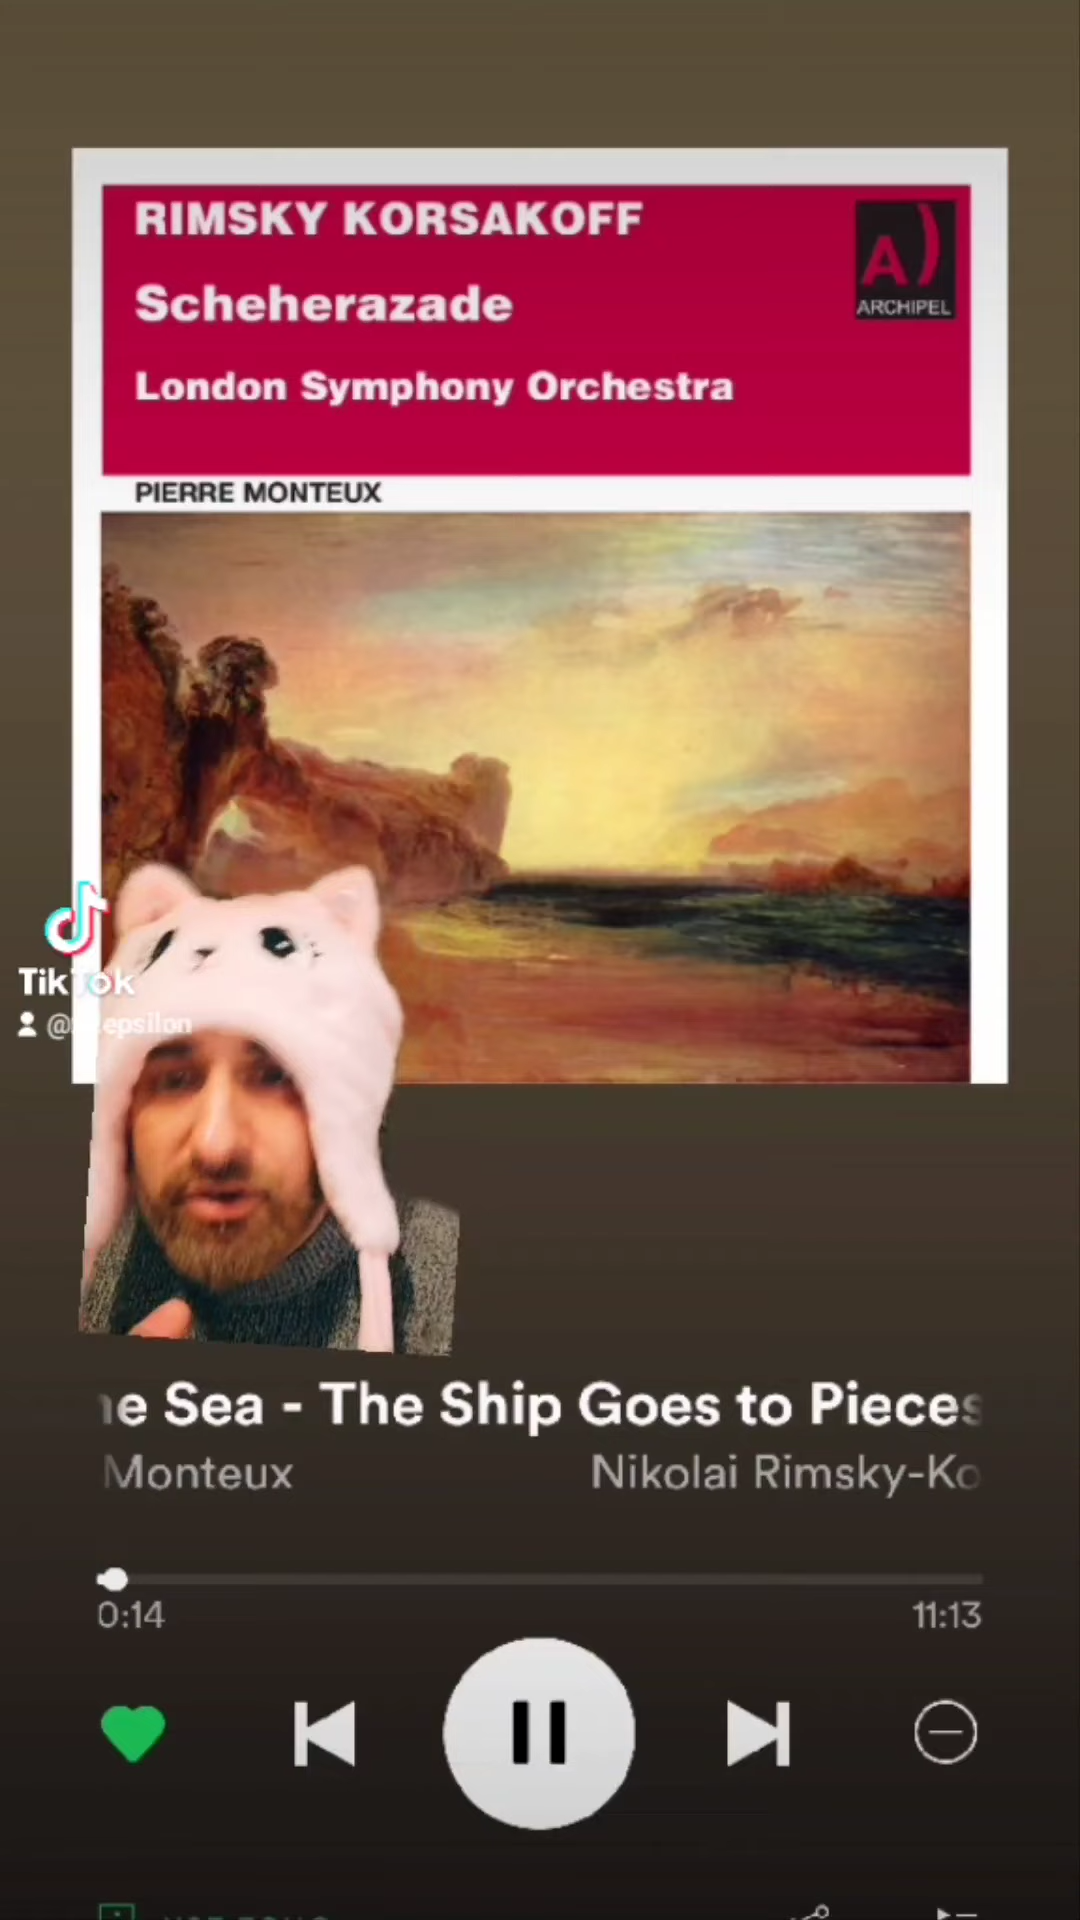 RIMSKY KORSAKOFF
Scheherazade
London Symphony Orchestra
A)
ARCHIPEL
PIERRE MONTEUX
TikTok
Sea - The Ship Goes to Pieces
Monteux Nikolai Rimsky-Ko
0:14 11:13